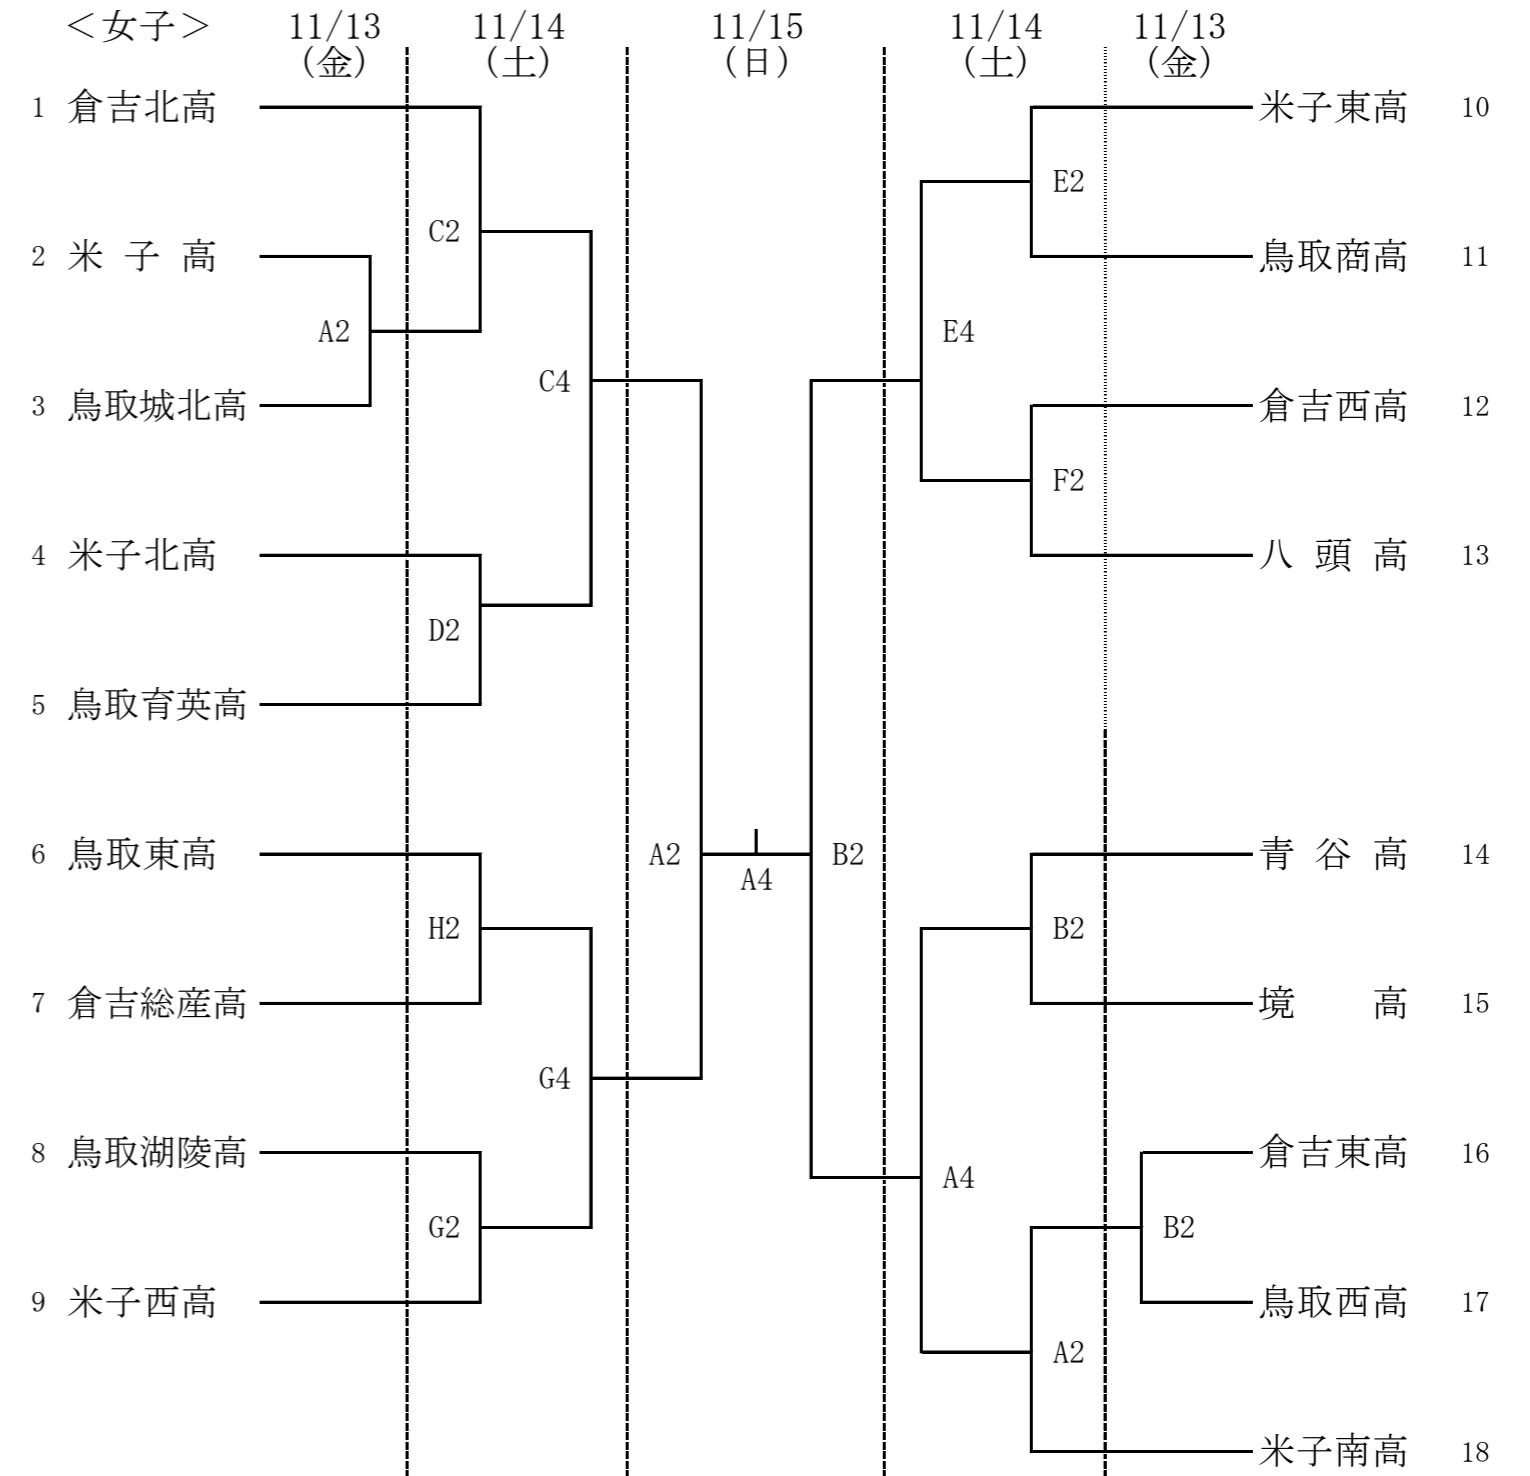 ＜女子＞ 11/13 11/14 11/15 11/14 11/13
(金) (土) (日) (土) (金)
1 倉吉北高 米子東高 10
E2
C2
2 米 子 高 鳥取商高 11
A2 E4
C4
3 鳥取城北高 倉吉西高 12
F2
4 米子北高 八 頭 高 13
D2
5 鳥取育英高
6 鳥取東高 A2 B2 青 谷 高 14
A4
H2 B2
7 倉吉総産高 境 高 15
G4
8 鳥取湖陵高 倉吉東高 16
A4
G2 B2
9 米子西高 鳥取西高 17
A2
米子南高 18